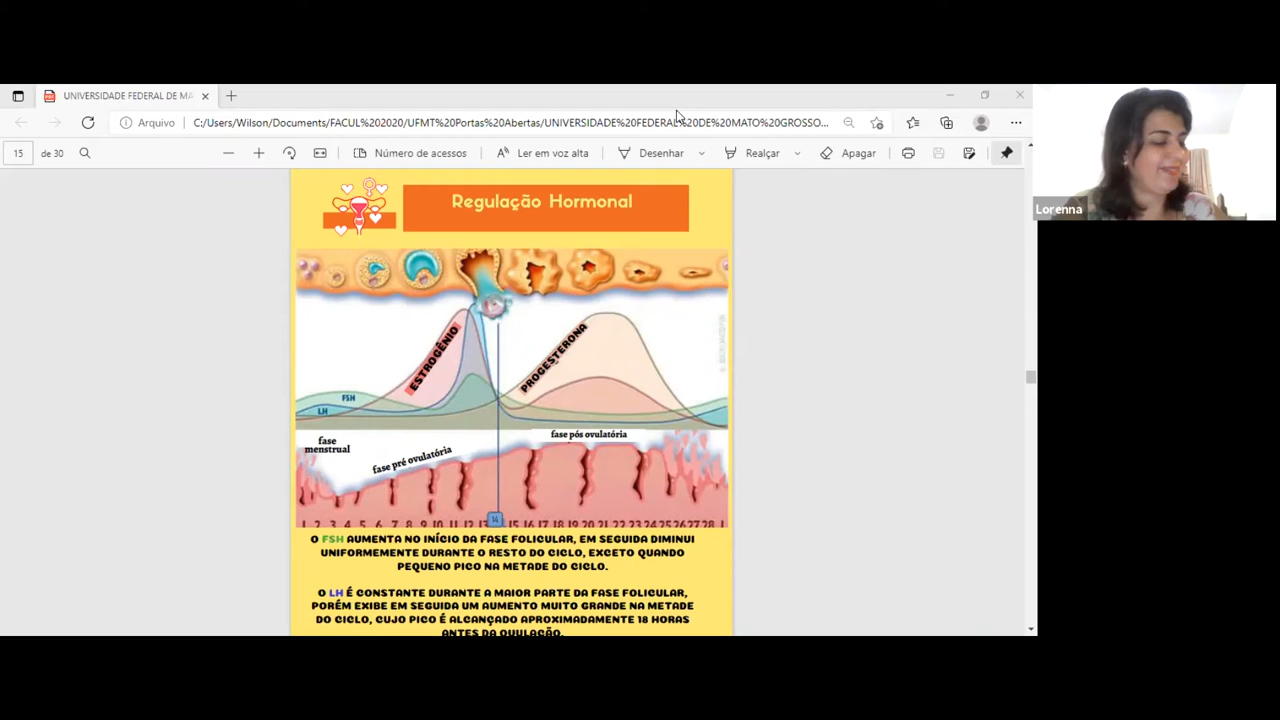 UNIVERSIDADE FEDERAL DE MA
Arquivo
C:/Users/Wilson/Documents/FACUL%202020/UFMT%20Portas%20Abertas/UNIVERSIDADE%20FEDERAL%20DE%20MATO%20GROSSO...
15 de 30
Número de acessos
Ler em voz alta
Desenhar
Realçar
Apagar
Lorenna
Regulação Hormonal
ESTROGÊNIO
PROGESTERONA
FSH
LH
fase
menstrual
fase pré ovulatória
fase pós ovulatória
1 2 3 4 5 6 7 8 9 10 11 12 13 14 15 16 17 18 19 20 21 22 23 24 25 26 27 28 1
O FSH AUMENTA NO INÍCIO DA FASE FOLICULAR, EM SEGUIDA DIMINUI
UNIFORMEMENTE DURANTE O RESTO DO CICLO, EXCETO QUANDO
PEQUENO PICO NA METADE DO CICLO.
O LH É CONSTANTE DURANTE A MAIOR PARTE DA FASE FOLICULAR,
PORÉM EXIBE EM SEGUIDA UM AUMENTO MUITO GRANDE NA METADE
DO CICLO, CUJO PICO É ALCANÇADO APROXIMADAMENTE 18 HORAS
ANTES DA OVULAÇÃO.